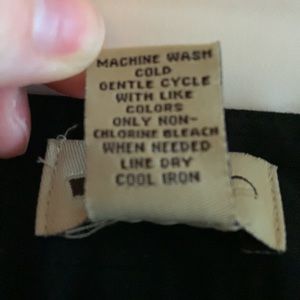 MACHINE WASH
COLD
GENTLE CYCLE
WITH LIKE
COLORS
ONLY NON-
CHLORINE BLEACH
WHEN NEEDED
LINE DRY
COOL IRON